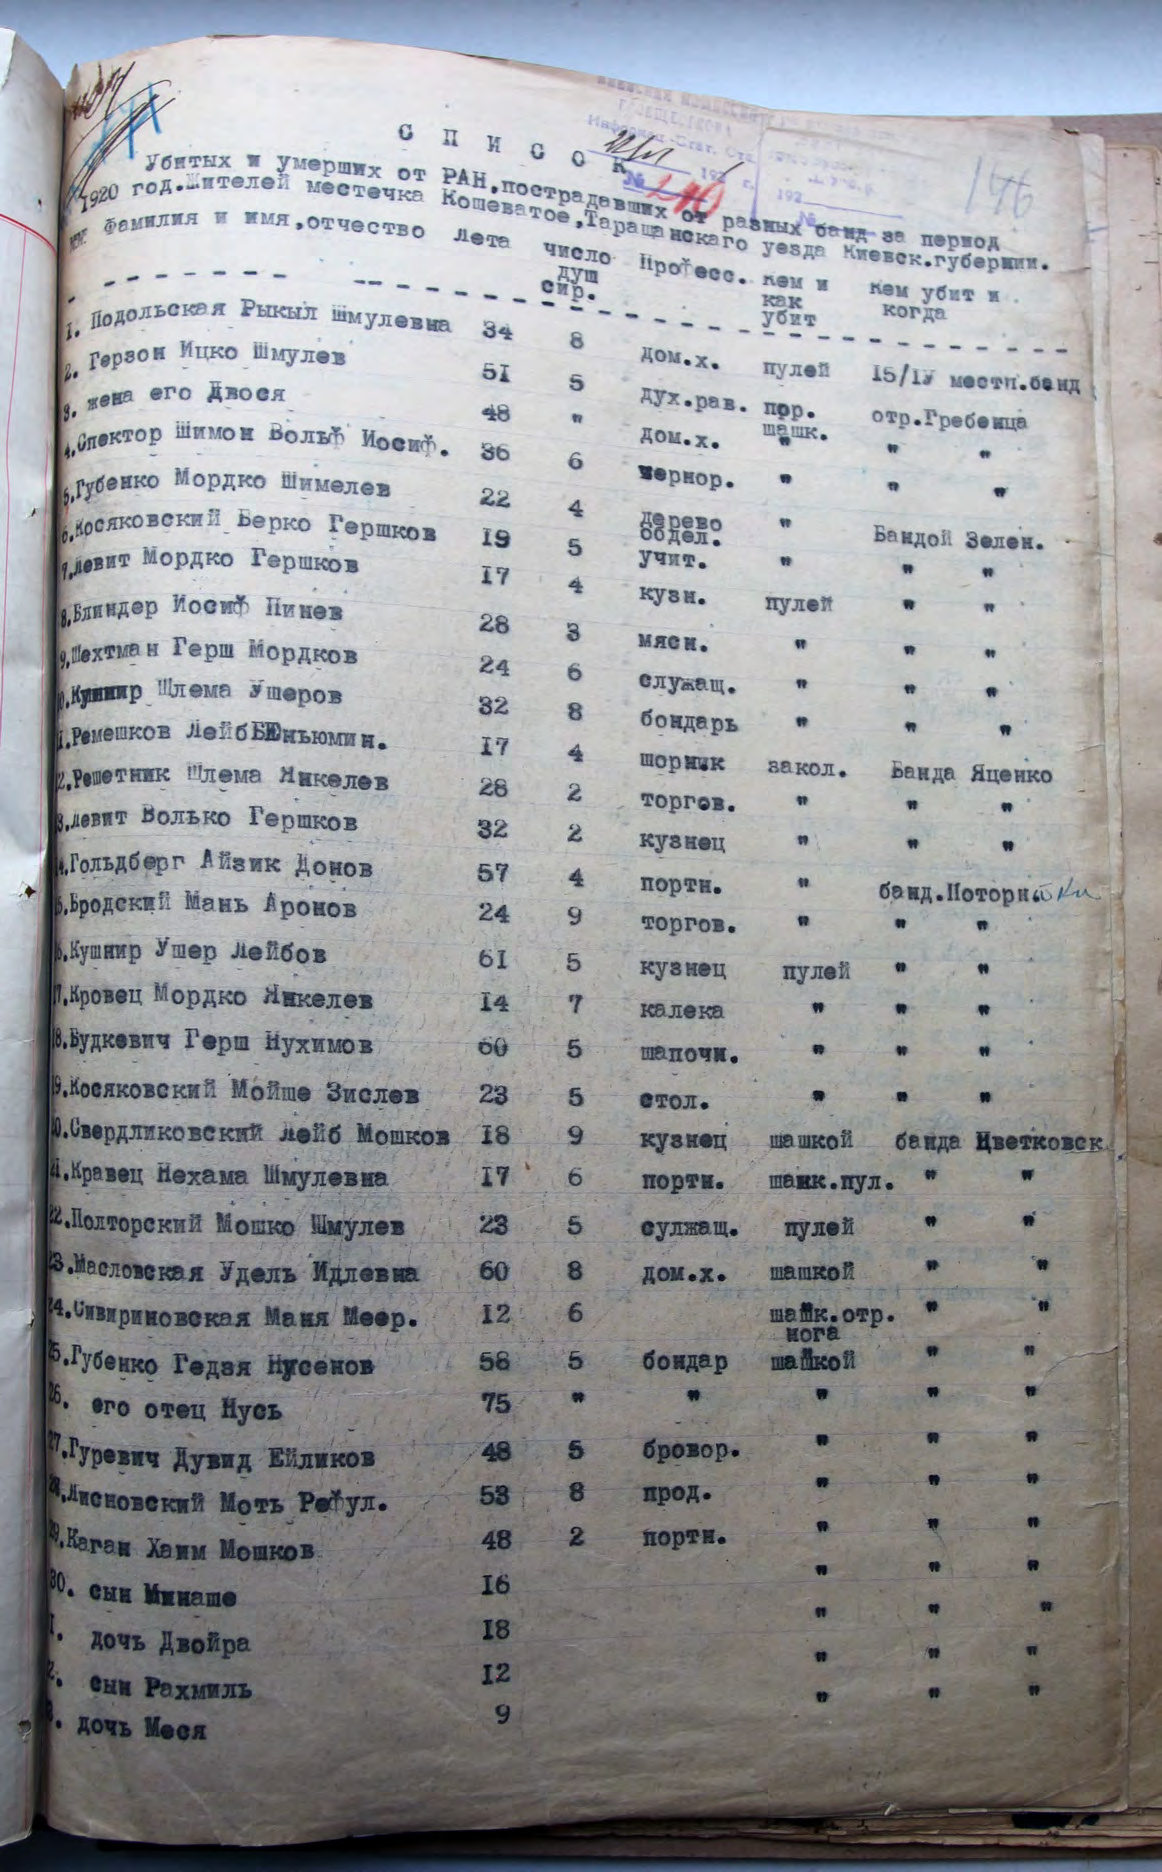 146
С П И С О К
Убитых и умерших от РАН,пострадавших от разных банд за период
1920 год.Жителей местечка Кошеватое,Таращанскаго уезда Киевск.губернии.
Фамилия и имя,отчество лета число душ сир. Професс. Кем и как убит Кем убит и когда
1. Подольская Рыкыл Шмулевна 34 8 дом.х. пулей 15/IУ местн.банд
2. Герзон Ицко Шмулев 51 5 дух.рав. пор. шашк. отр.Гребенца
3. жена его Двося 48 " дом.х. " " "
4.Спектор Шимон Вольф Иосиф. 36 6 чернор. " " "
5.Губенко Мордко Шимелев 22 4 дерево обдел. " Бандой Зелен.
6.Косяковский Берко Гершков 19 5 учит. " " "
7.Левит Мордко Гершков 17 4 кузн. пулей " "
8.Блиндер Иосиф Пинев 28 3 мясн. " " "
9.Шехтман Герш Мордков 24 6 служащ. " " "
10.Кушнир Шлема Ушеров 32 8 бондарь " " "
11.Ремешков Лейб Беньюмин. 17 4 шорник закол. Банда Яценко
12.Решетник Шлема Янкелев 28 2 торгов. " " "
13.Левит Волько Гершков 32 2 кузнец " " "
14.Гольдберг Айзик Донов 57 4 портн. " банд.Поторн.
15.Бродский Мань Аронов 24 9 торгов. " " "
16.Кушнир Ушер Лейбов 61 5 кузнец пулей " "
17.Кровец Мордко Янкелев 14 7 калека " " "
18.Будкевич Герш Нухимов 60 5 шапочн. " " "
19.Косяковский Мойше Зислев 23 5 стол. " " "
20.Свердликовский Лейб Мошков 18 9 кузнец шашкой банда Цветковск
21.Кравец Нехама Шмулевна 17 6 портн. шашк.пул. " "
22.Полторский Мошко Шмулев 23 5 сулжащ. пулей " "
23.Масловская Удель Идлевна 60 8 дом.х. шашкой " "
24.Сивириновская Маня Меер. 12 6 шашк.отр. нога " "
25.Губенко Гедзя Нусенов 58 5 бондар шашкой " "
26. его отец Нусь 75 " " " " "
27.Гуревич Дувид Ейликов 48 5 бровор. " " "
28.Лисновский Моть Рефул. 53 8 прод. " " "
29.Каган Хаим Мошков 48 2 портн. " " "
30. сын Минаше 16 " " "
1. дочь Двойра 18 " " "
2. сын Рахмиль 12 " " "
3. дочь Меся 9 " " "